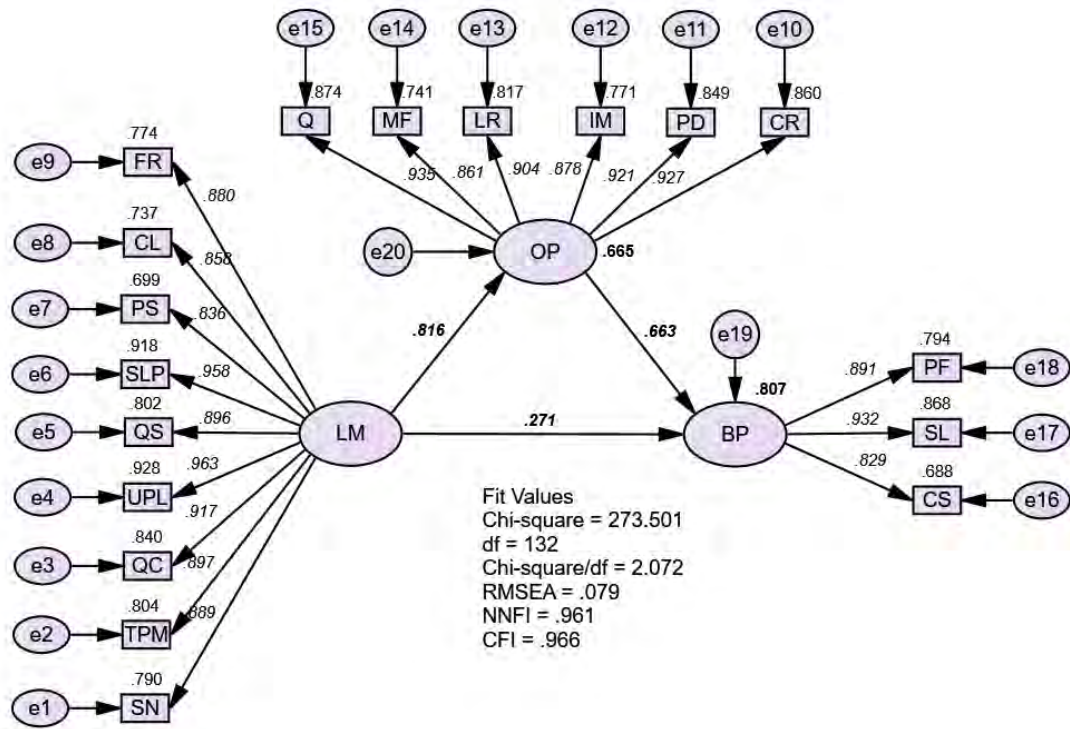 e15 e14 e13 e12 e11 e10
.874 .741 .817 .771 .849 .860
Q MF LR IM PD CR
.935 .861 .904 .878 .921 .927
e9 .774 FR .880
e8 .737 CL .858
e7 .699 PS .836
e6 .918 SLP .958
e5 .802 QS .896
e4 .928 UPL .963
e3 .840 QC .917
e2 .804 TPM .897
e1 .790 SN .889
e20 OP .665
.816 .663
e19
.807
LM .271 BP
.891 .794 PF e18
.932 .868 SL e17
.829 .688 CS e16
Fit Values
Chi-square = 273.501
df = 132
Chi-square/df = 2.072
RMSEA = .079
NNFI = .961
CFI = .966